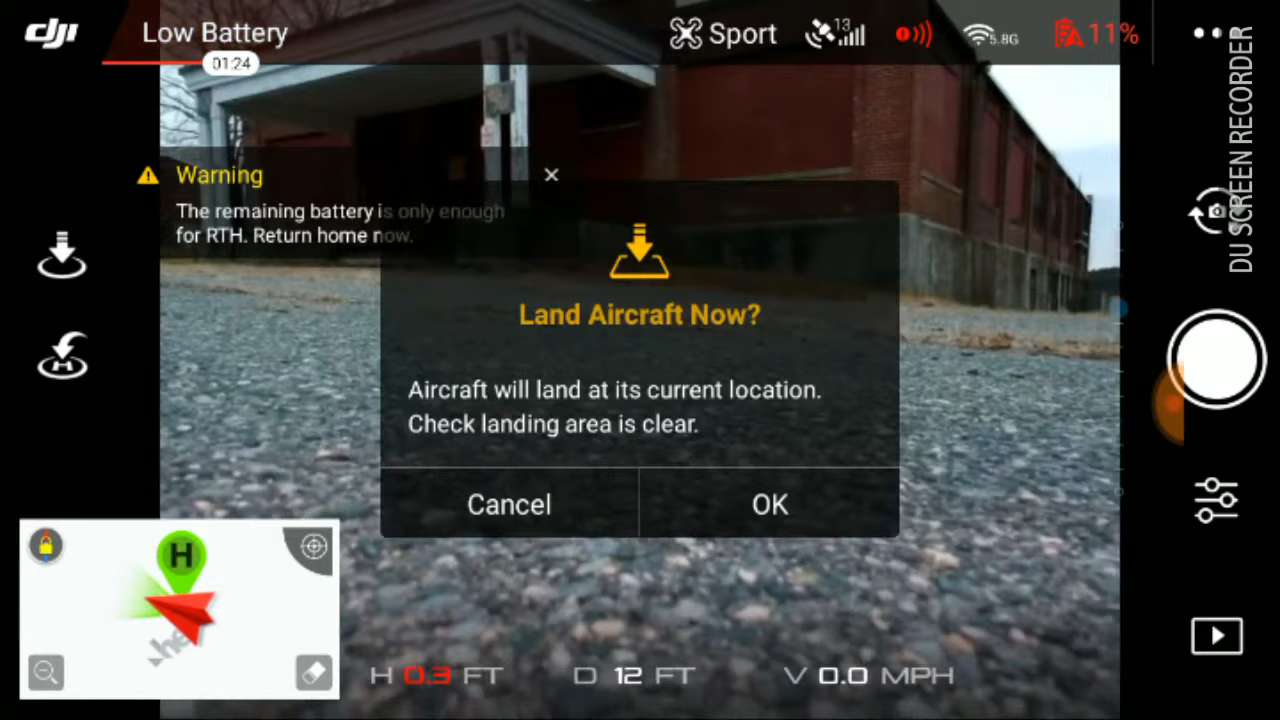 dji
Low Battery
01:24
Sport
13
5.8G
11%
DU SCREEN RECORDER
Warning
The remaining battery is only enough
for RTH. Return home now.
Land Aircraft Now?
Aircraft will land at its current location.
Check landing area is clear.
Cancel
OK
H
H
H 0.3 FT D 12 FT V 0.0 MPH